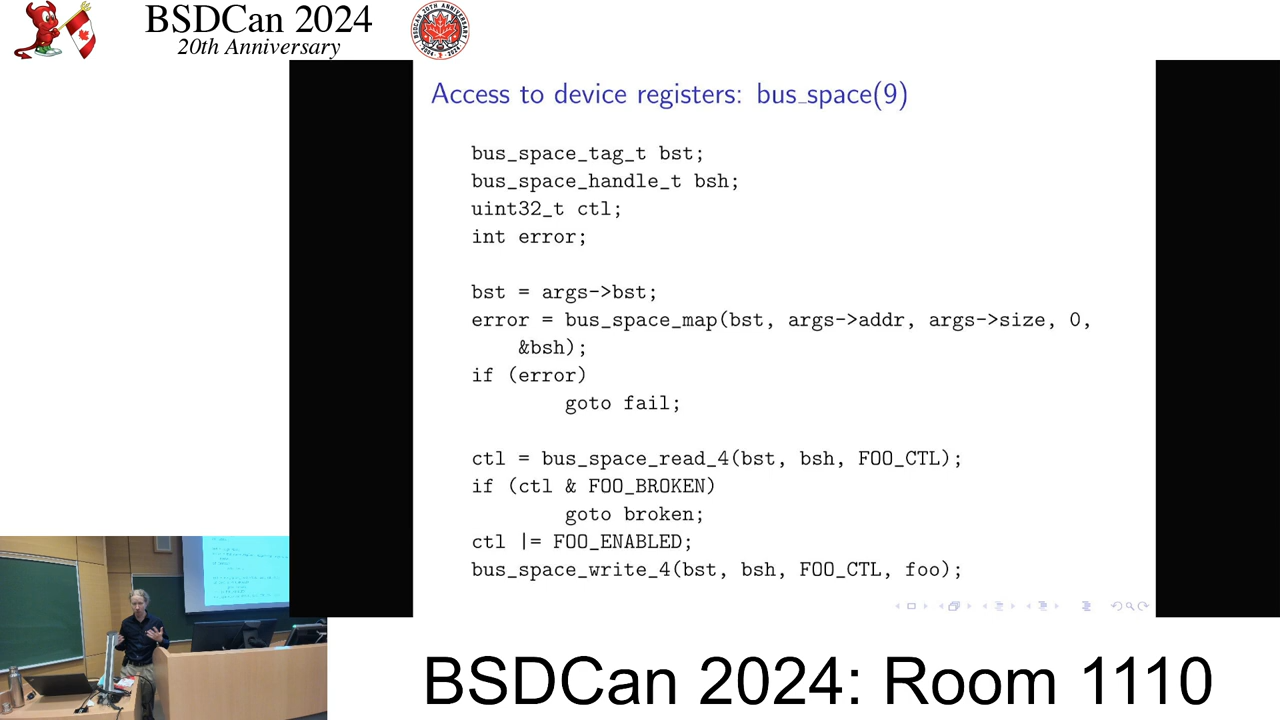 BSDCan 2024
20th Anniversary
Access to device registers: bus_space(9)
bus_space_tag_t bst;
bus_space_handle_t bsh;
uint32_t ctl;
int error;
bst = args->bst;
error = bus_space_map(bst, args->addr, args->size, 0,
&bsh);
if (error)
goto fail;
ctl = bus_space_read_4(bst, bsh, FOO_CTL);
if (ctl & FOO_BROKEN)
goto broken;
ctl |= FOO_ENABLED;
bus_space_write_4(bst, bsh, FOO_CTL, foo);
BSDCan 2024: Room 1110